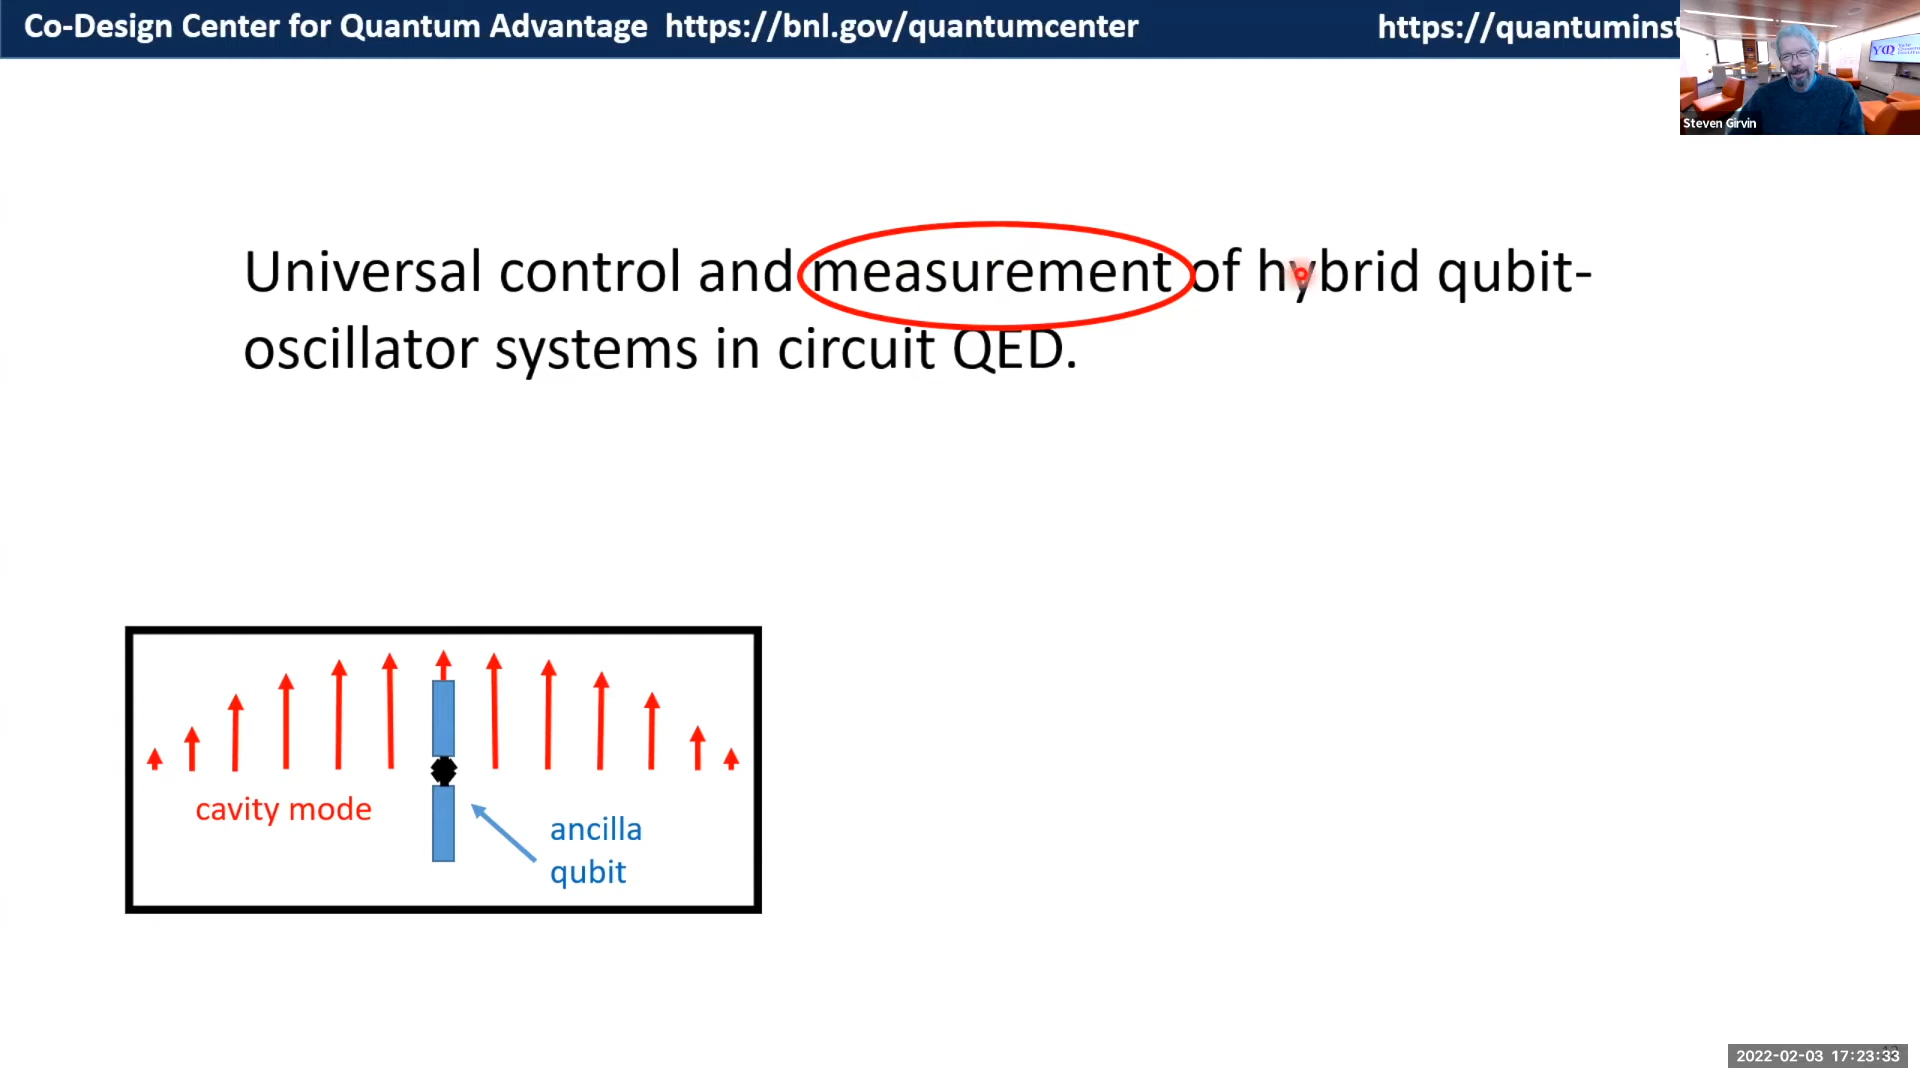 Co-Design Center for Quantum Advantage https://bnl.gov/quantumcenter
https://quantuminst
Steven Girvin
Universal control and measurement of hybrid qubit-
oscillator systems in circuit QED.
cavity mode
ancilla
qubit
2022-02-03 17:23:33